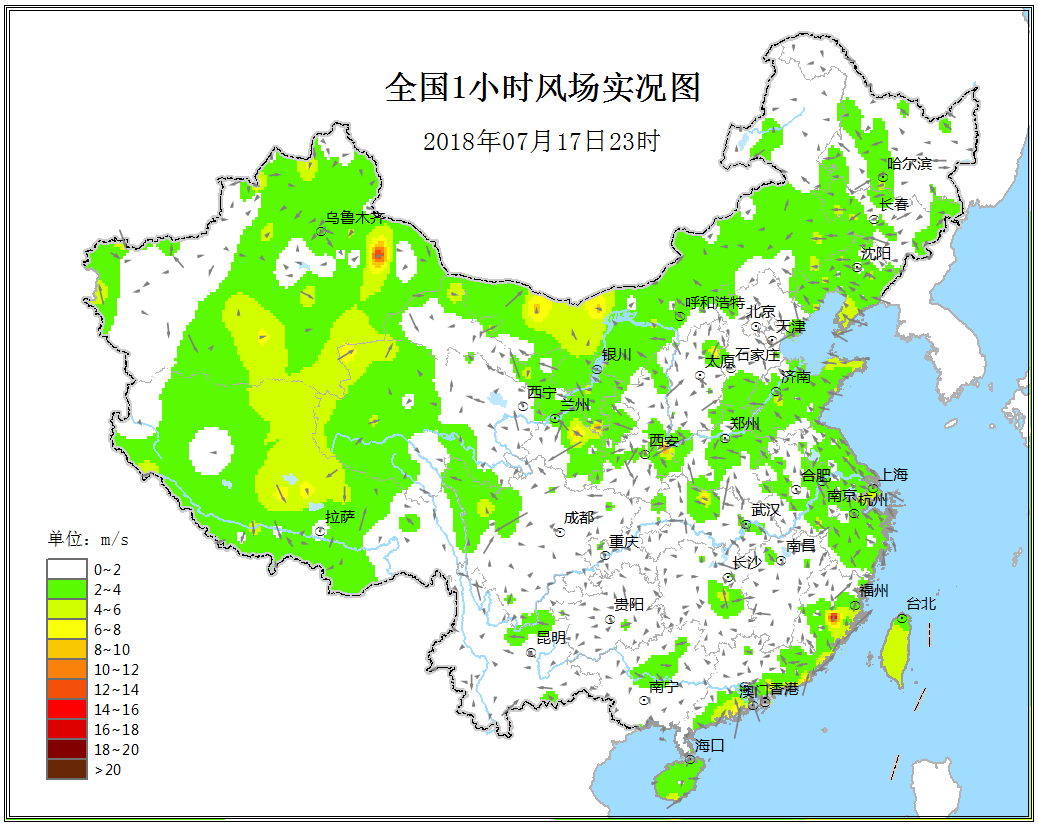 全国1小时风场实况图
2018年07月17日23时
哈尔滨
长春
乌鲁木齐
沈阳
呼和浩特
北京
天津
银川
太原
石家庄
济南
西宁
兰州
郑州
西安
合肥
上海
南京
杭州
拉萨
成都
武汉
重庆
南昌
长沙
贵阳
福州
台北
昆明
南宁
澳门
香港
海口
单位: m/s
0~2
2~4
4~6
6~8
8~10
10~12
12~14
14~16
16~18
18~20
>20